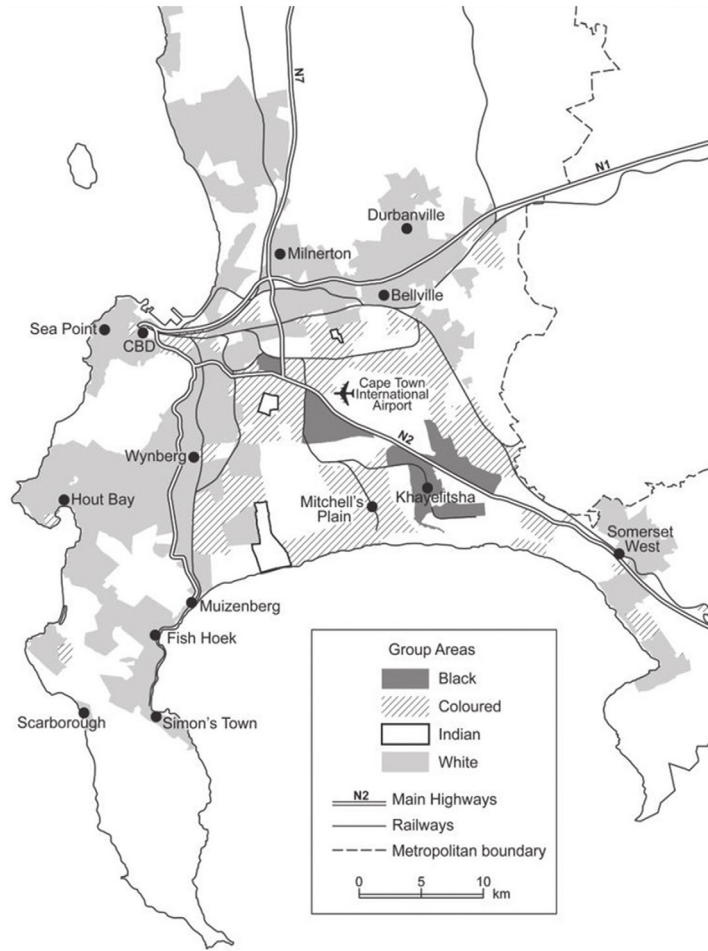 N7
N1
Durbanville
Milnerton
Bellville
Sea Point
CBD
Cape Town
International
Airport
N2
Wynberg
Hout Bay
Mitchell's
Plain
Khayelitsha
Somerset
West
Muizenberg
Fish Hoek
Scarborough
Simon's Town
Group Areas
Black
Coloured
Indian
White
N2 Main Highways
Railways
Metropolitan boundary
0 5 10
km